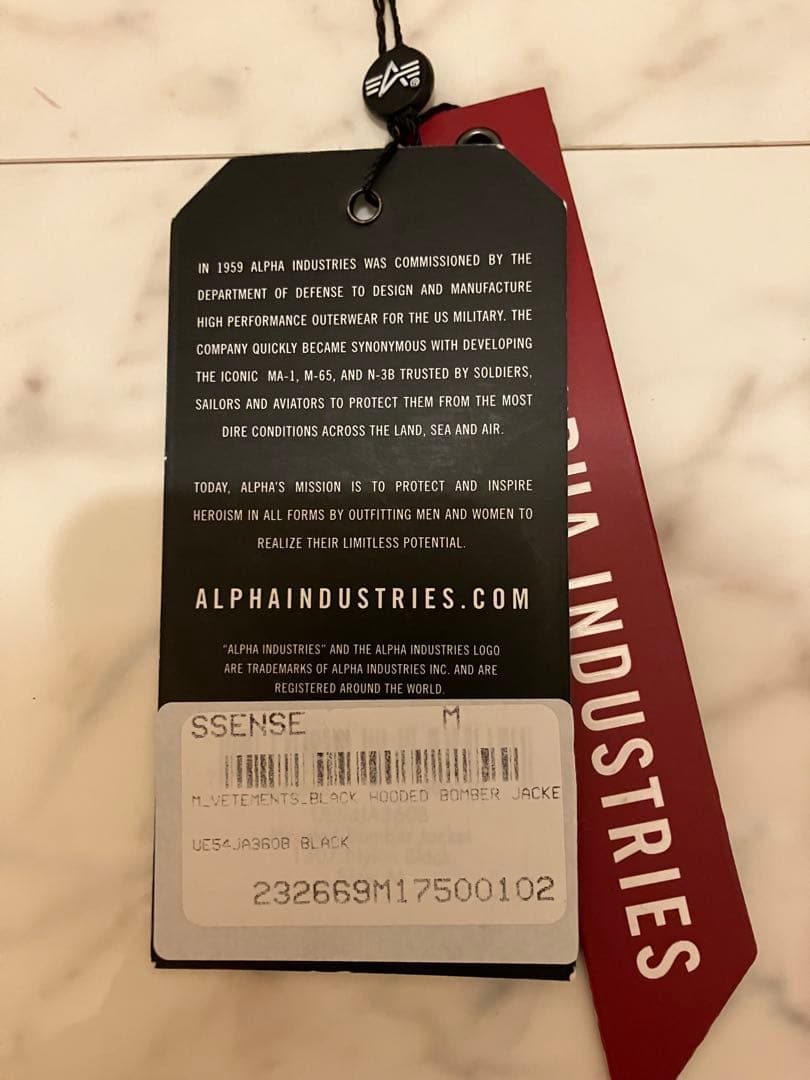 IN 1959 ALPHA INDUSTRIES WAS COMMISSIONED BY THE
DEPARTMENT OF DEFENSE TO DESIGN AND MANUFACTURE
HIGH PERFORMANCE OUTERWEAR FOR THE US MILITARY. THE
COMPANY QUICKLY BECAME SYNONYMOUS WITH DEVELOPING
THE ICONIC MA-1, M-65, AND N-3B TRUSTED BY SOLDIERS,
SAILORS AND AVIATORS TO PROTECT THEM FROM THE MOST
DIRE CONDITIONS ACROSS THE LAND, SEA AND AIR.
TODAY, ALPHA'S MISSION IS TO PROTECT AND INSPIRE
HEROISM IN ALL FORMS BY OUTFITTING MEN AND WOMEN TO
REALIZE THEIR LIMITLESS POTENTIAL.
ALPHAINDUSTRIES.COM
"ALPHA INDUSTRIES" AND THE ALPHA INDUSTRIES LOGO
ARE TRADEMARKS OF ALPHA INDUSTRIES INC. AND ARE
REGISTERED AROUND THE WORLD.
SSENSE M
M_VETEMENTS_BLACK HOODED BOMBER JACKE
UE54JA360B BLACK
232669M17500102
INDUSTRIES